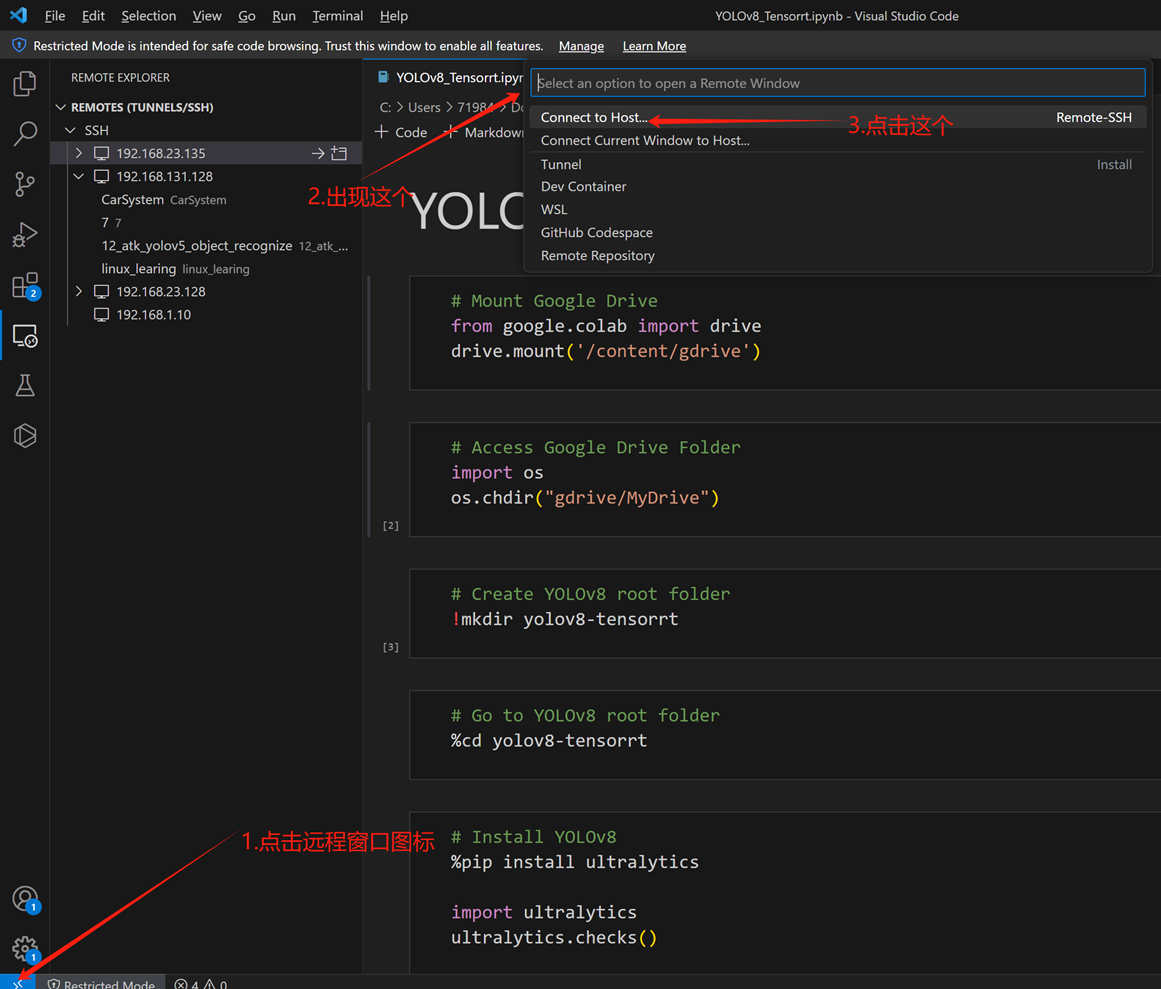 File Edit Selection View Go Run Terminal Help
YOLOv8_Tensorrt.ipynb - Visual Studio Code
Restricted Mode is intended for safe code browsing. Trust this window to enable all features. Manage Learn More
REMOTE EXPLORER
REMOTES (TUNNELS/SSH)
SSH
192.168.23.135
192.168.131.128
CarSystem CarSystem
7 7
12_atk_yolov5_object_recognize 12_atk_...
linux_learing linux_learing
192.168.23.128
192.168.1.10
YOLOv8_Tensorrt.ipyn
C: > Users > 71984 > Do
+ Code + Markdown
Select an option to open a Remote Window
Connect to Host... Remote-SSH
Connect Current Window to Host...
Tunnel Install
Dev Container
WSL
GitHub Codespace
Remote Repository
3.点击这个
2.出现这个
YOLO
# Mount Google Drive
from google.colab import drive
drive.mount('/content/gdrive')
# Access Google Drive Folder
import os
os.chdir("gdrive/MyDrive")
[2]
# Create YOLOv8 root folder
!mkdir yolov8-tensorrt
[3]
# Go to YOLOv8 root folder
%cd yolov8-tensorrt
1.点击远程窗口图标
# Install YOLOv8
%pip install ultralytics
import ultralytics
ultralytics.checks()
2
1
1
Restricted Mode 4 0